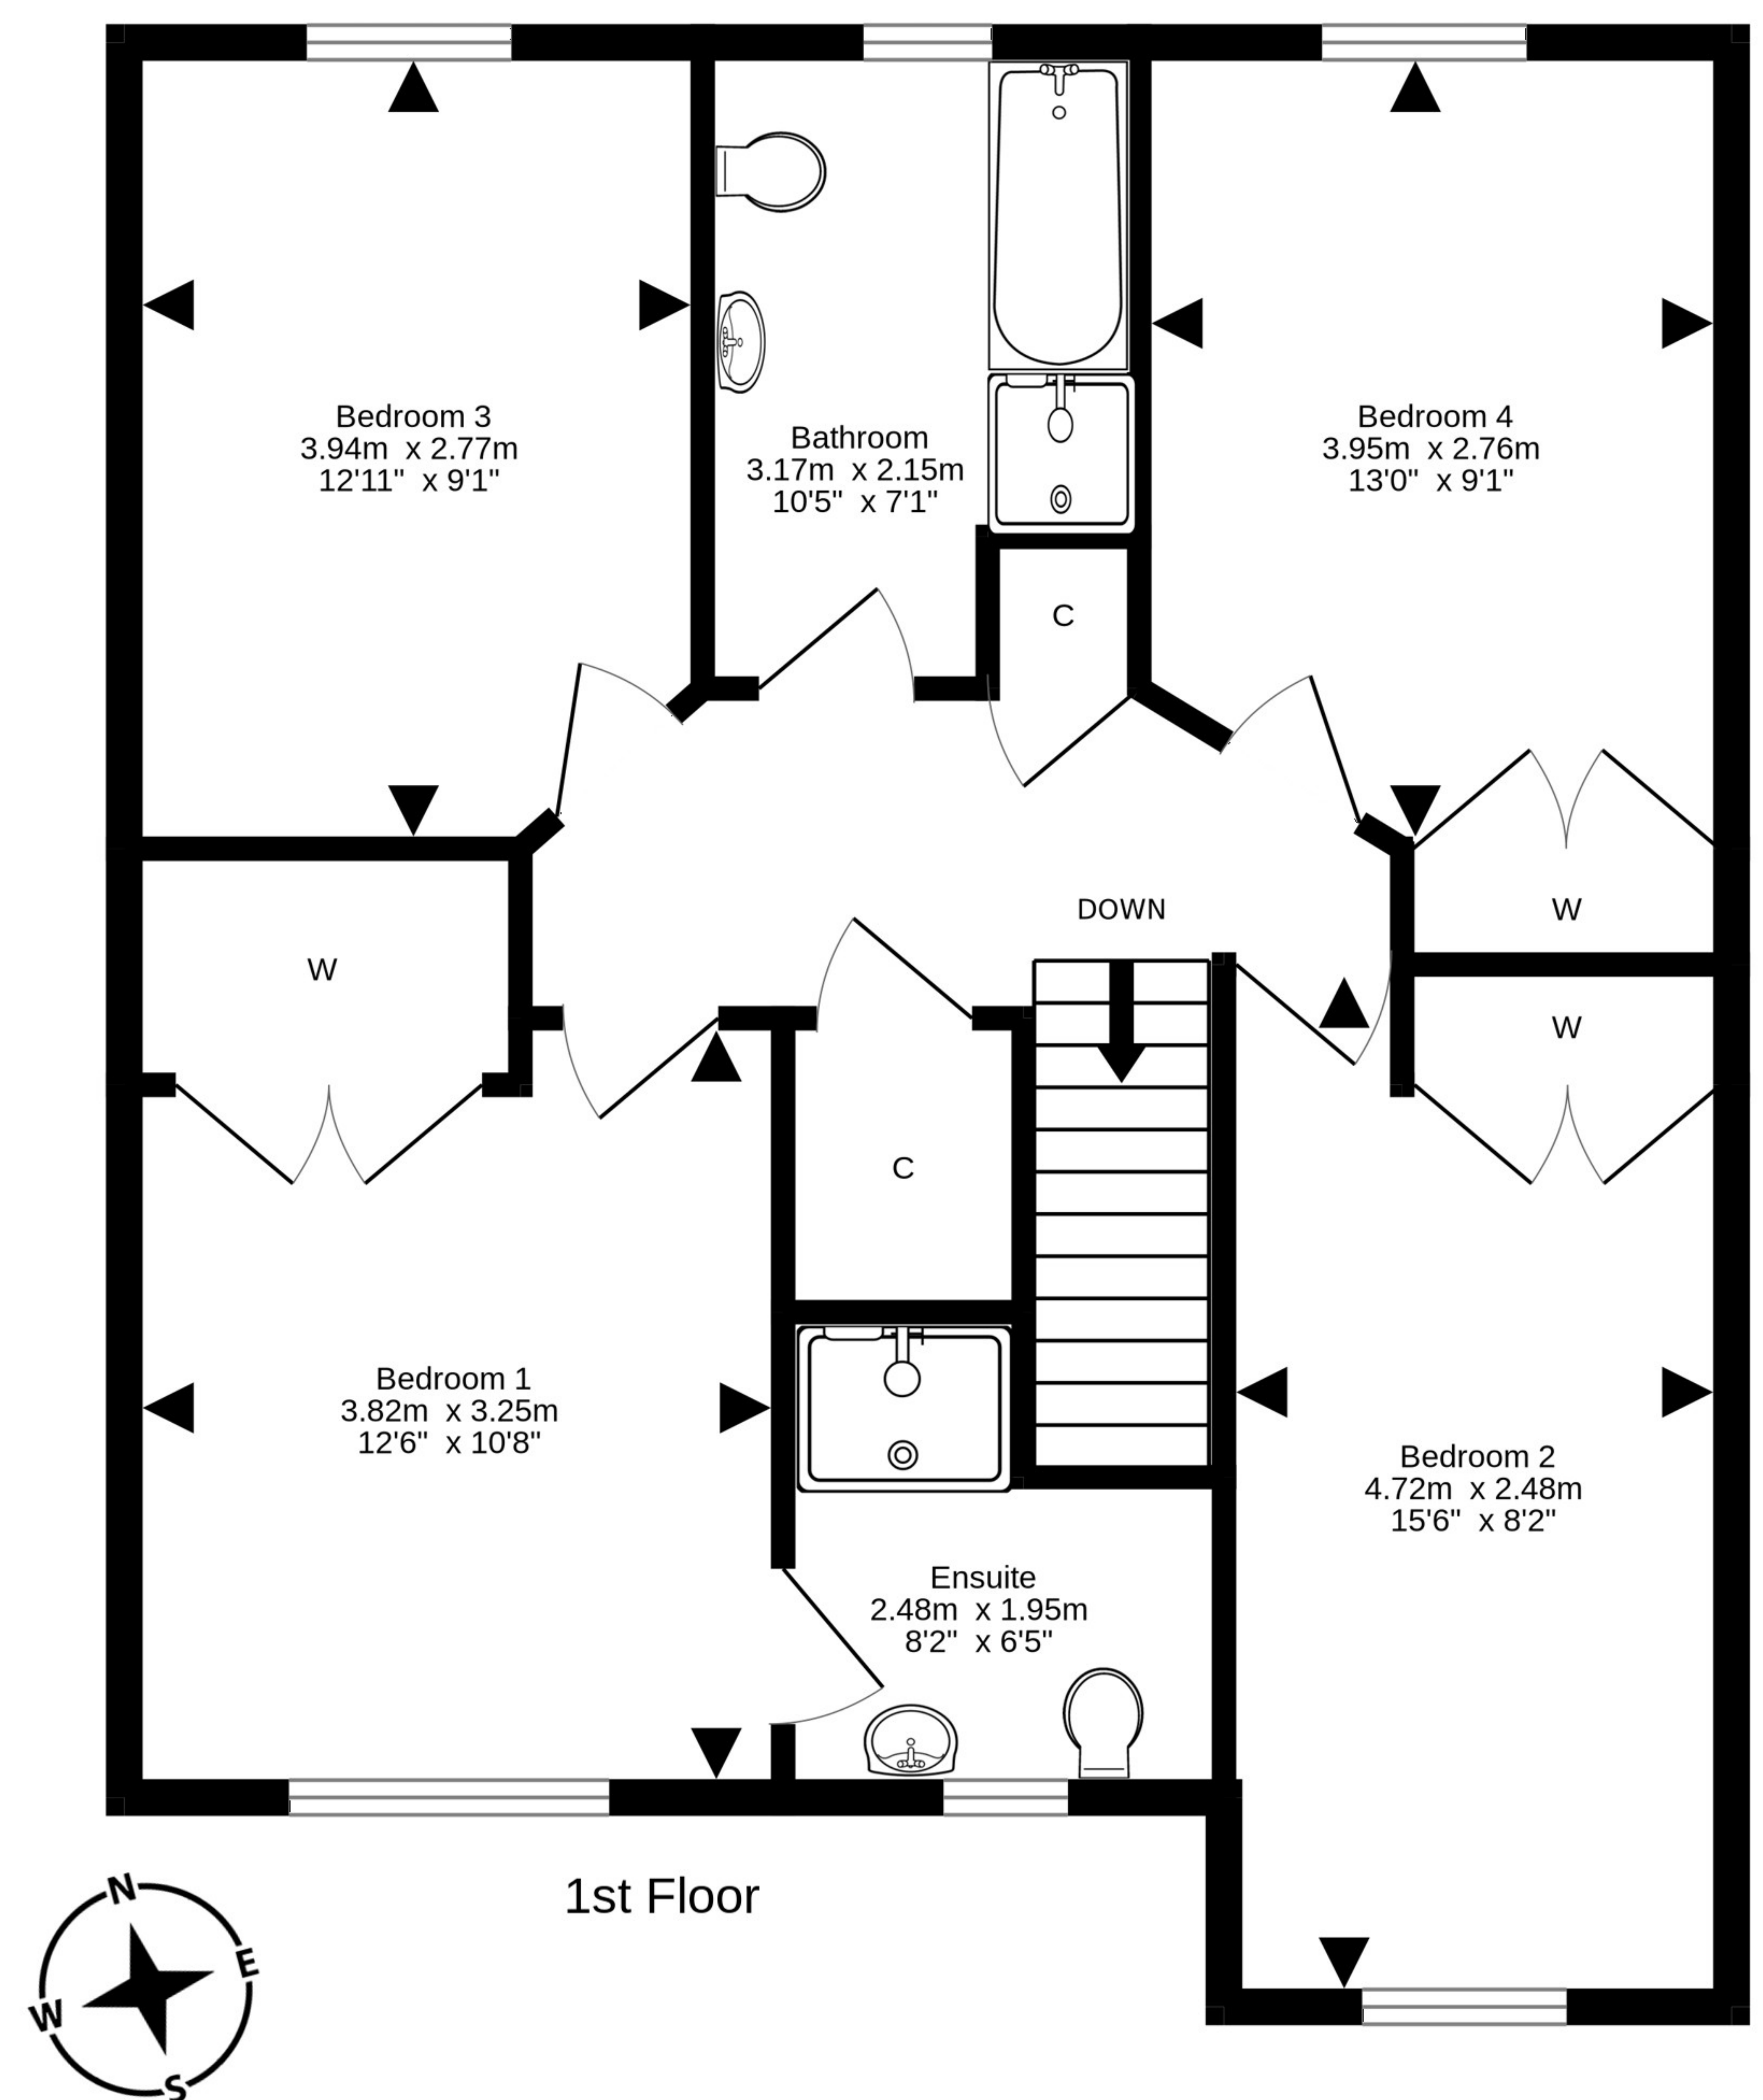 Bedroom 3
3.94m x 2.77m
12'11" x 9'1"
Bathroom
3.17m x 2.15m
10'5" x 7'1"
Bedroom 4
3.95m x 2.76m
13'0" x 9'1"
C
W
DOWN
W
W
C
Bedroom 1
3.82m x 3.25m
12'6" x 10'8"
Bedroom 2
4.72m x 2.48m
15'6" x 8'2"
Ensuite
2.48m x 1.95m
8'2" x 6'5"
1st Floor
N
E
W
S